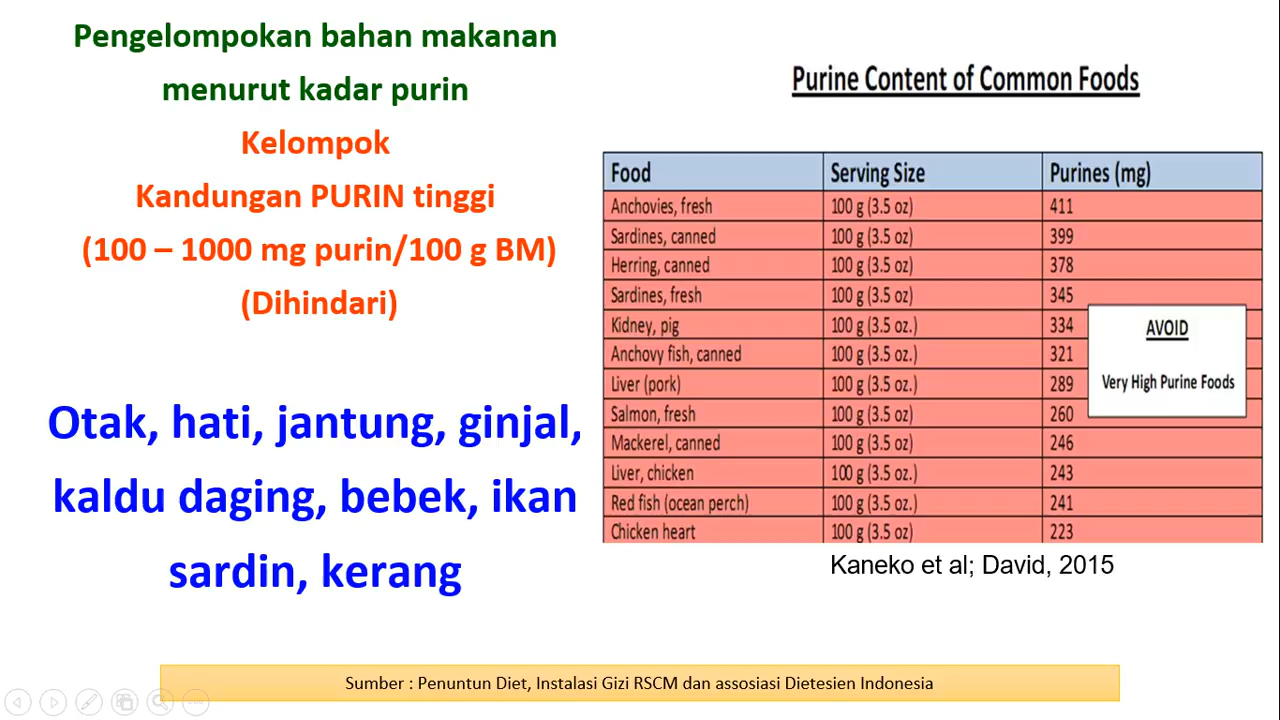 Pengelompokan bahan makanan
menurut kadar purin
Kelompok
Kandungan PURIN tinggi
(100 – 1000 mg purin/100 g BM)
(Dihindari)
Otak, hati, jantung, ginjal,
kaldu daging, bebek, ikan
sardin, kerang
Purine Content of Common Foods
Food Serving Size Purines (mg)
Anchovies, fresh 100 g (3.5 oz) 411
Sardines, canned 100 g (3.5 oz) 399
Herring, canned 100 g (3.5 oz) 378
Sardines, fresh 100 g (3.5 oz) 345
Kidney, pig 100 g (3.5 oz.) 334
Anchovy fish, canned 100 g (3.5 oz.) 321
Liver (pork) 100 g (3.5 oz.) 289
Salmon, fresh 100 g (3.5 oz) 260
Mackerel, canned 100 g (3.5 oz) 246
Liver, chicken 100 g (3.5 oz.) 243
Red fish (ocean perch) 100 g (3.5 oz.) 241
Chicken heart 100 g (3.5 oz) 223
AVOID
Very High Purine Foods
Kaneko et al; David, 2015
Sumber : Penuntun Diet, Instalasi Gizi RSCM dan assosiasi Dietesien Indonesia